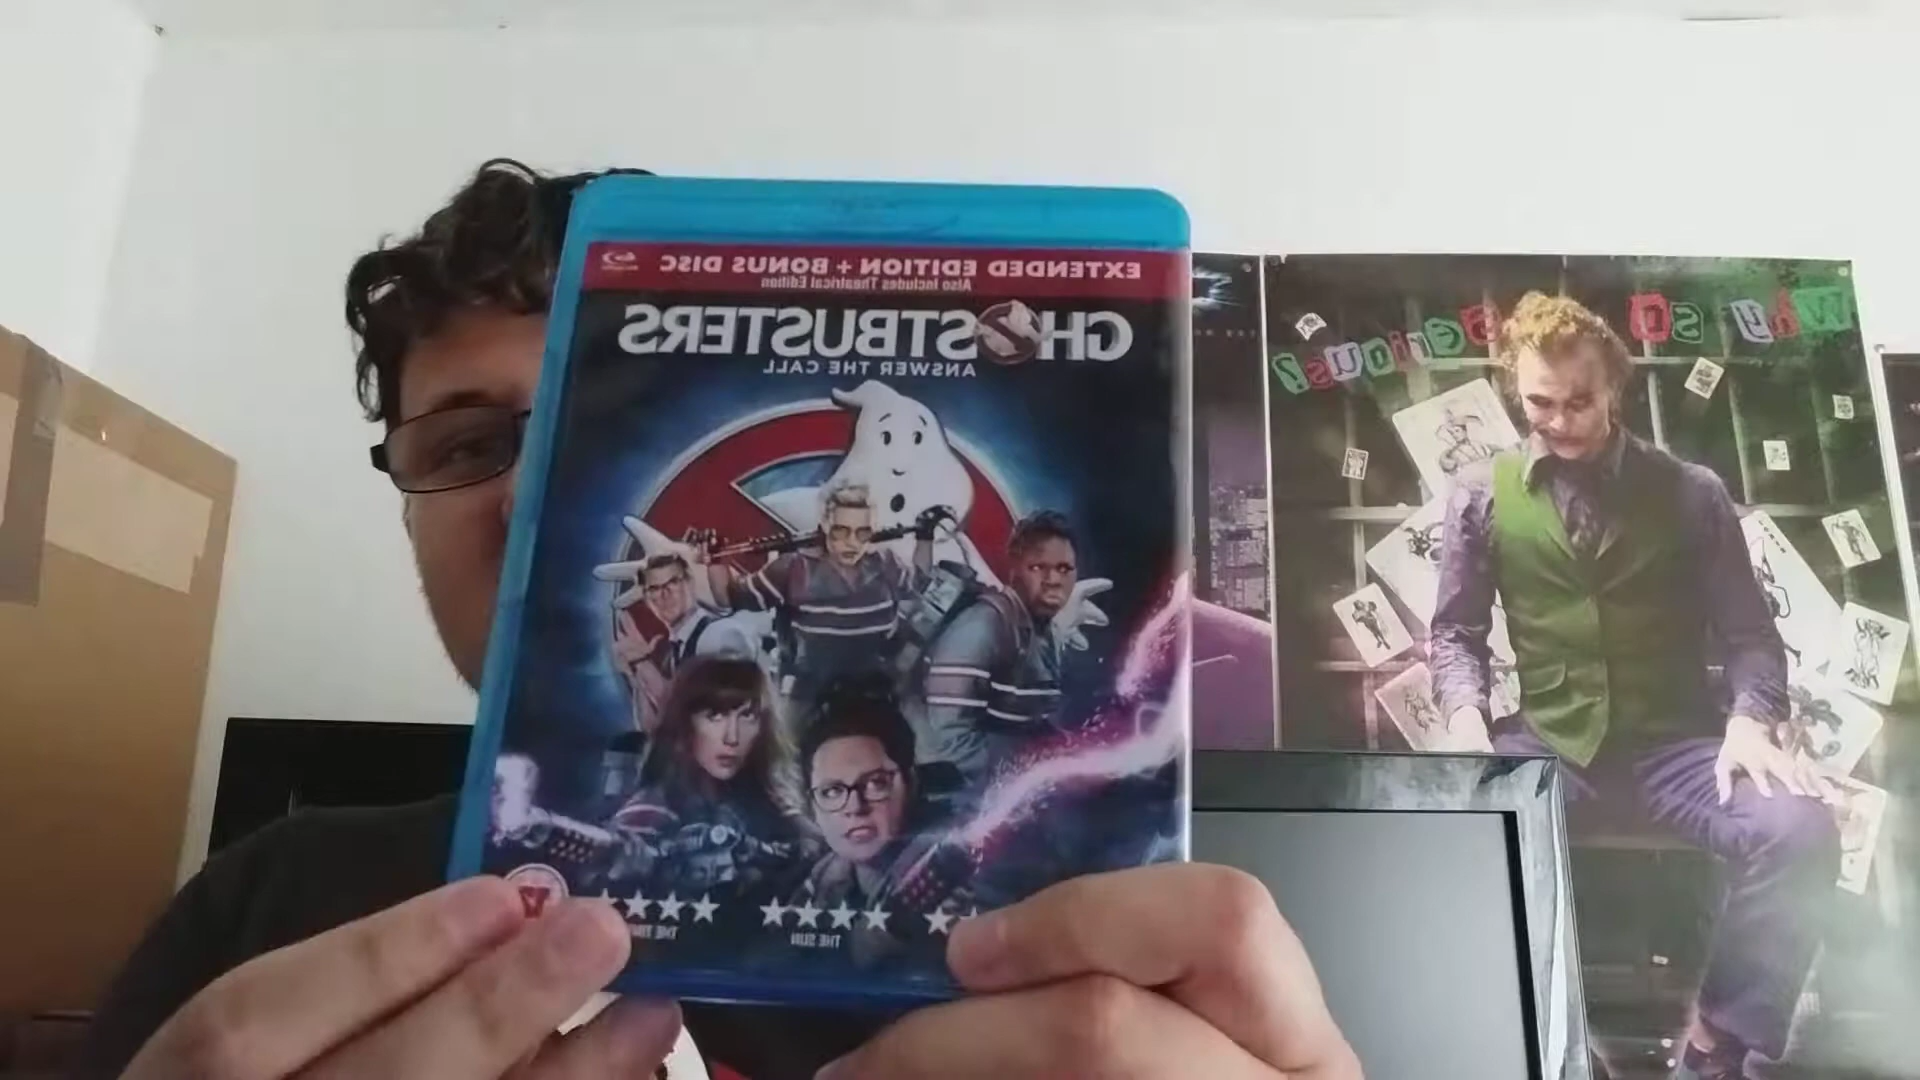 EXTENDED EDITION + BONUS DISC
Also Includes Theatrical Edition
GHOSTBUSTERS
ANSWER THE CALL
THE SUN
Why so serious?